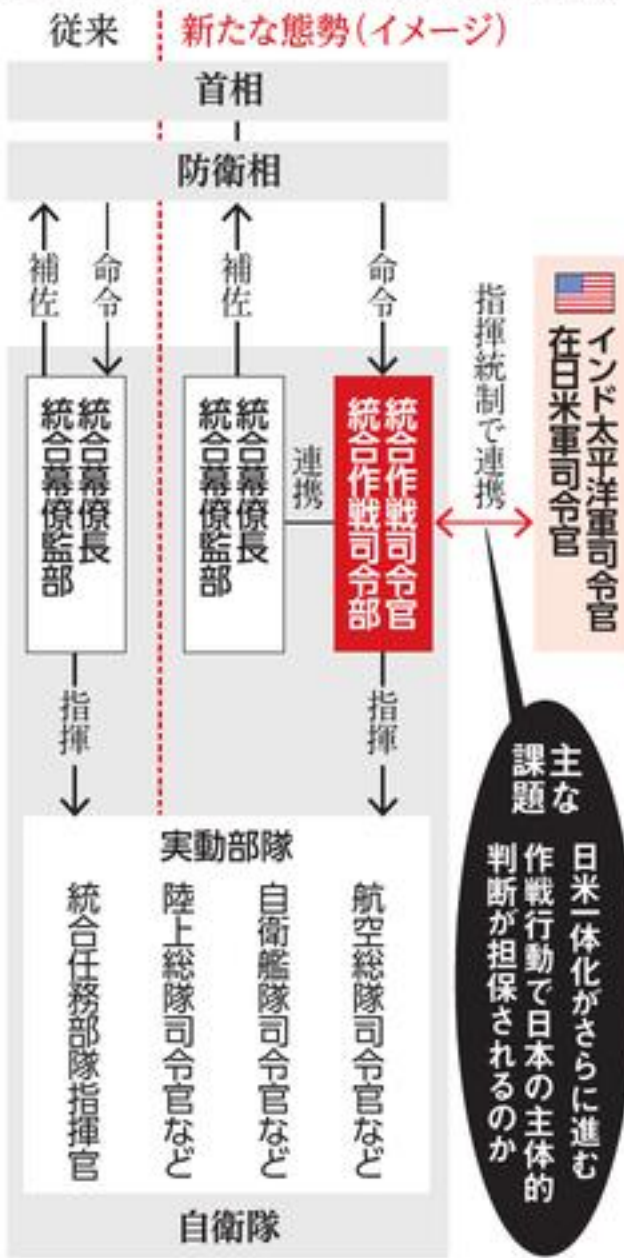 従来
新たな態勢(イメージ)
首相
防衛相
補佐
命令
補佐
命令
統合幕僚長
統合幕僚監部
統合幕僚長
統合幕僚監部
連携
統合作戦司令官
統合作戦司令部
指揮統制で連携
インド太平洋軍司令官
在日米軍司令官
指揮
指揮
実動部隊
統合任務部隊指揮官
陸上総隊司令官など
自衛艦隊司令官など
航空総隊司令官など
自衛隊
主な
課題
日米一体化がさらに進む
作戦行動で日本の主体的
判断が担保されるのか